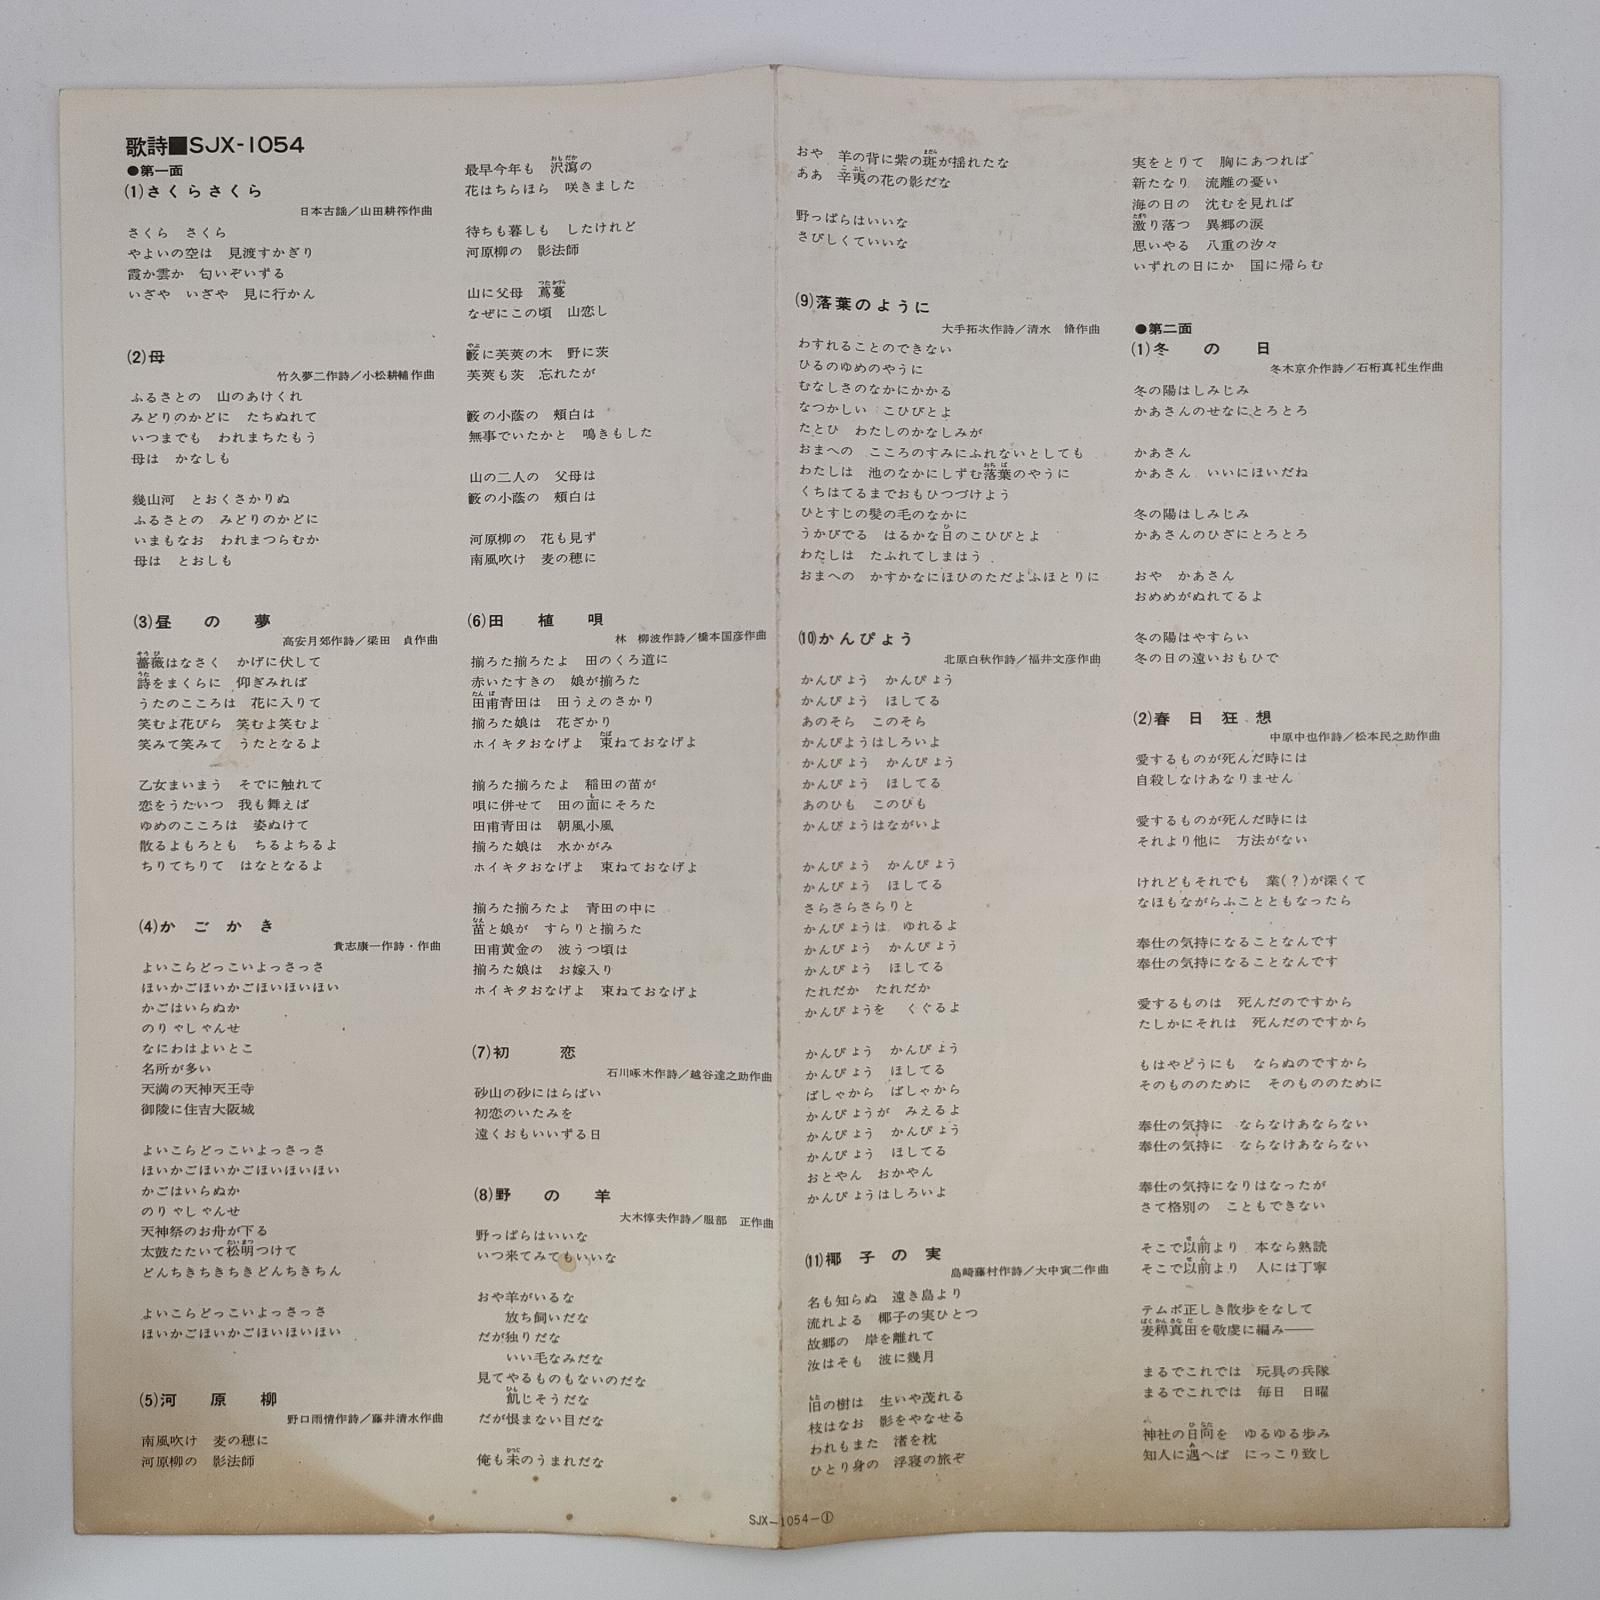 歌詩■SJX-1054
●第一面
(1)さくらさくら
日本古謡／山田耕筰作曲
さくら　さくら
やよいの空は　見渡すかぎり
霞か雲か　匂いぞいずる
いざや　いざや　見に行かん
(2)母
竹久夢二作詩／小松耕輔作曲
ふるさとの　山のあけくれ
みどりのかどに　たちぬれて
いつまでも　われまちたもう
母は　かなしも
幾山河　とおくさかりぬ
ふるさとの　みどりのかどに
いまもなお　われまつらむか
母は　とおしも
(3)昼の夢
高安月郊作詩／梁田　貞作曲
薔薇はなさく　かげに伏して
詩をまくらに　仰ぎみれば
うたのこころは　花に入りて
笑むよ花びら　笑むよ笑むよ
笑みて笑みて　うたとなるよ
乙女まいまう　そでに触れて
恋をうたいつ　我も舞えば
ゆめのこころは　姿ぬけて
散るよもろとも　ちるよちるよ
ちりてちりて　はなとなるよ
(4)かごかき
貴志康一作詩・作曲
よいこらどっこいよっさっさ
ほいかごほいかごほいほいほい
かごはいらぬか
のりゃしゃんせ
なにわはよいとこ
名所が多い
天満の天神天王寺
御陵に住吉大阪城
よいこらどっこいよっさっさ
ほいかごほいかごほいほいほい
かごはいらぬか
のりゃしゃんせ
天神祭のお舟が下る
太鼓たたいて松明つけて
どんちきちきちきどんちきちん
よいこらどっこいよっさっさ
ほいかごほいかごほいほいほい
(5)河原柳
野口雨情作詩／藤井清水作曲
南風吹け　麦の穂に
河原柳の　影法師
最早今年も　沢瀉の
花はちらほら　咲きました
待ちも暮しも　したけれど
河原柳の　影法師
山に父母　蔦蔓
なぜにこの頃　山恋し
藪に茱萸の木　野に茨
茱萸も茨　忘れたが
藪の小蔭の　頬白は
無事でいたかと　鳴きもした
山の二人の　父母は
藪の小蔭の　頬白は
河原柳の　花も見ず
南風吹け　麦の穂に
(6)田植唄
林　柳波作詩／橋本国彦作曲
揃ろた揃ろたよ　田のくろ道に
赤いたすきの　娘が揃ろた
田甫青田は　田うえのさかり
揃ろた娘は　花ざかり
ホイキタおなげよ　束ねておなげよ
揃ろた揃ろたよ　稲田の苗が
唄に併せて　田の面にそろた
田甫青田は　朝風小風
揃ろた娘は　水かがみ
ホイキタおなげよ　束ねておなげよ
揃ろた揃ろたよ　青田の中に
苗と娘が　すらりと揃ろた
田甫黄金の　波うつ頃は
揃ろた娘は　お嫁入り
ホイキタおなげよ　束ねておなげよ
(7)初恋
石川啄木作詩／越谷達之助作曲
砂山の砂にはらばい
初恋のいたみを
遠くおもいいずる日
(8)野の羊
大木惇夫作詩／服部　正作曲
野っぱらはいいな
いつ来てみてもいいな
おや羊がいるな
放ち飼いだな
だが独りだな
いい毛なみだな
見てやるものもないのだな
飢じそうだな
だが恨まない目だな
俺も未のうまれだな
おや　羊の背に紫の斑が揺れたな
ああ　辛夷の花の影だな
野っぱらはいいな
さびしくていいな
(9)落葉のように
大手拓次作詩／清水　脩作曲
わすれることのできない
ひるのゆめのやうに
むなしさのなかにかかる
なつかしい　こひびとよ
たとひ　わたしのかなしみが
おまへの　こころのすみにふれないとしても
わたしは　池のなかにしずむ落葉のやうに
くちはてるまでおもひつづけよう
ひとすじの髪の毛のなかに
うかびでる　はるかな日のこひびとよ
わたしは　たふれてしまはう
おまへの　かすかなにほひのただよふほとりに
(10)かんぴょう
北原白秋作詩／福井文彦作曲
かんぴょう　かんぴょう
かんぴょう　ほしてる
あのそら　このそら
かんぴょうはしろいよ
かんぴょう　かんぴょう
かんぴょう　ほしてる
あのひも　このひも
かんぴょうはながいよ
かんぴょう　かんぴょう
かんぴょう　ほしてる
さらさらさらりと
かんぴょうは　ゆれるよ
かんぴょう　かんぴょう
かんぴょう　ほしてる
たれだか　たれだか
かんぴょうを　くぐるよ
かんぴょう　かんぴょう
かんぴょう　ほしてる
ばしゃから　ばしゃから
かんぴょうが　みえるよ
かんぴょう　かんぴょう
かんぴょう　ほしてる
おとやん　おかやん
かんぴょうはしろいよ
(11)椰子の実
島崎藤村作詩／大中寅二作曲
名も知らぬ　遠き島より
流れよる　椰子の実ひとつ
故郷の　岸を離れて
汝はそも　波に幾月
旧の樹は　生いや茂れる
枝はなお　影をやなせる
われもまた　渚を枕
ひとり身の　浮寝の旅ぞ
実をとりて　胸にあつれば
新たなり　流離の憂い
海の日の　沈むを見れば
激り落つ　異郷の涙
思いやる　八重の汐々
いずれの日にか　国に帰らむ
●第二面
(1)冬の日
冬木京介作詩／石桁真礼生作曲
冬の陽はしみじみ
かあさんのせなにとろとろ
かあさん
かあさん　いいにほいだね
冬の陽はしみじみ
かあさんのひざにとろとろ
おや　かあさん
おめめがぬれてるよ
冬の陽はやすらい
冬の日の遠いおもひで
(2)春日狂想
中原中也作詩／松本民之助作曲
愛するものが死んだ時には
自殺しなけあなりません
愛するものが死んだ時には
それより他に　方法がない
けれどもそれでも　業(？)が深くて
なほもながらふことともなったら
奉仕の気持になることなんです
奉仕の気持になることなんです
愛するものは　死んだのですから
たしかにそれは　死んだのですから
もはやどうにも　ならぬのですから
そのもののために　そのもののために
奉仕の気持に　ならなけあならない
奉仕の気持に　ならなけあならない
奉仕の気持になりはなったが
さて格別の　こともできない
そこで以前より　本なら熟読
そこで以前より　人には丁寧
テムポ正しき散歩をなして
麦稈真田を敬虔に編み——
まるでこれでは　玩具の兵隊
まるでこれでは　毎日　日曜
神社の日向を　ゆるゆる歩み
知人に遇へば　にっこり致し
SJX-1054-①